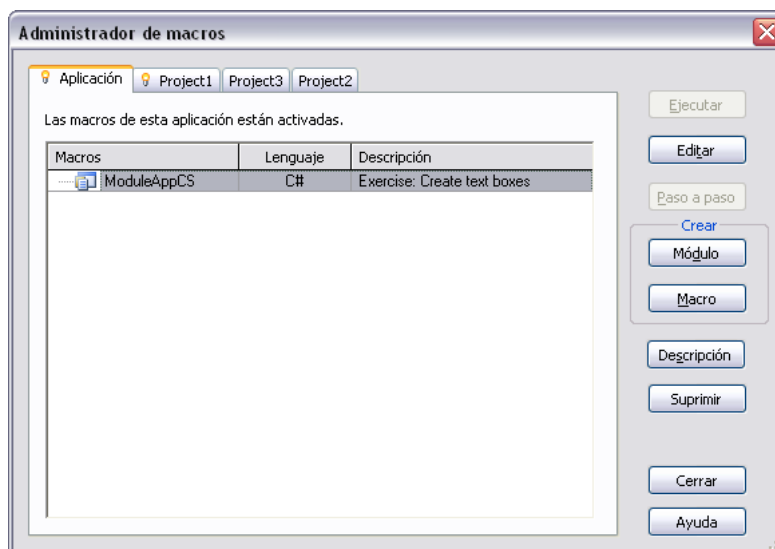 Administrador de macros
Aplicación Project1 Project3 Project2
Las macros de esta aplicación están activadas.
Macros Lenguaje Descripción
ModuleAppCS C# Exercise: Create text boxes
Ejecutar
Editar
Paso a paso
Crear
Módulo
Macro
Descripción
Suprimir
Cerrar
Ayuda